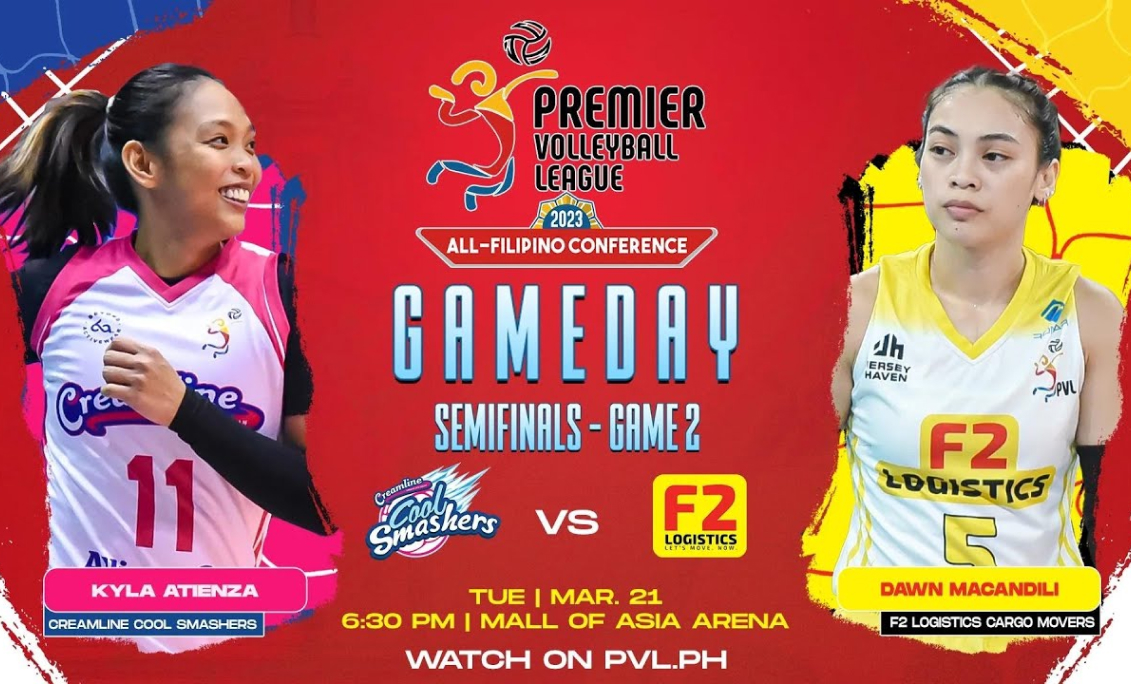 PREMIER
VOLLEYBALL
LEAGUE
2023
ALL-FILIPINO CONFERENCE
GAMEDAY
SEMIFINALS - GAME 2
Creamline
Cool
Smashers
VS
F2
LOGISTICS
LET'S MOVE. NOW.
TUE | MAR. 21
6:30 PM | MALL OF ASIA ARENA
WATCH ON PVL.PH
11
KYLA ATIENZA
CREAMLINE COOL SMASHERS
JERSEY
HAVEN
PVL
F2
LOGISTICS
5
DAWN MACANDILI
F2 LOGISTICS CARGO MOVERS